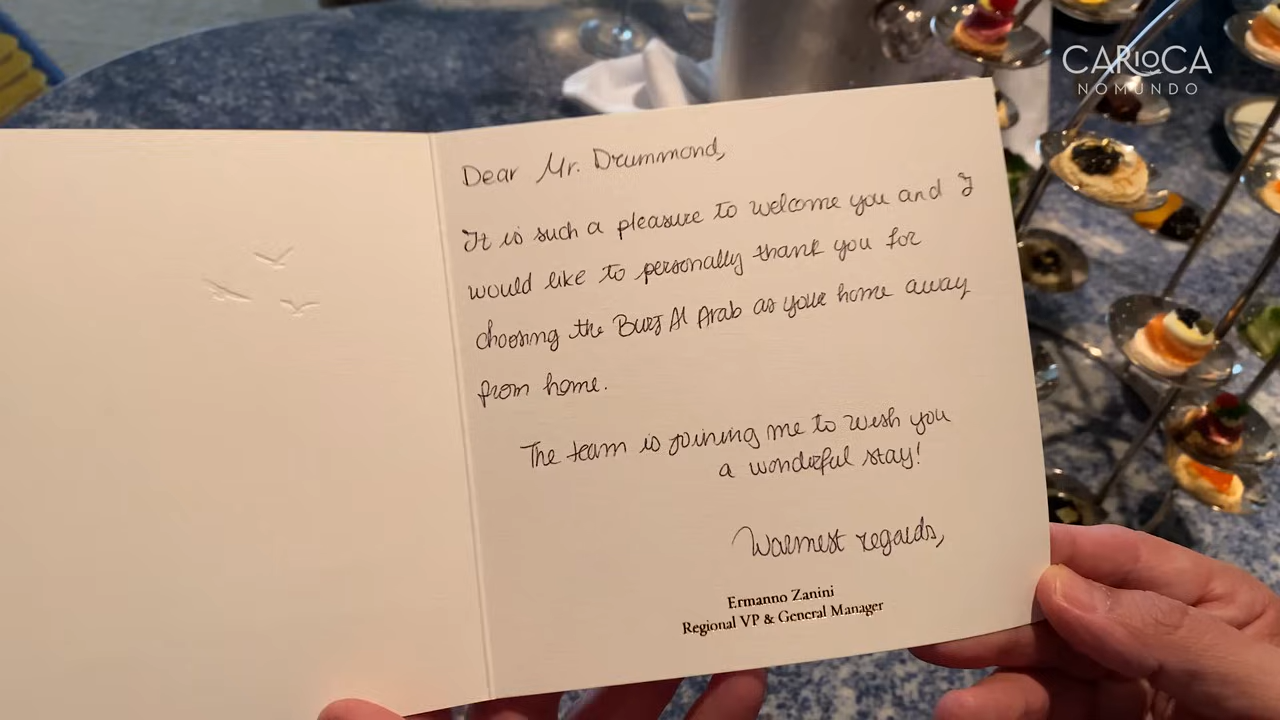 CARIOCA
NOMUNDO
Dear Mr. Drummond,
It is such a pleasure to welcome you and I
would like to personally thank you for
choosing the Burj Al Arab as your home away
from home.
The team is joining me to wish you
a wonderful stay!
Warmest regards,
Ermanno Zanini
Regional VP & General Manager